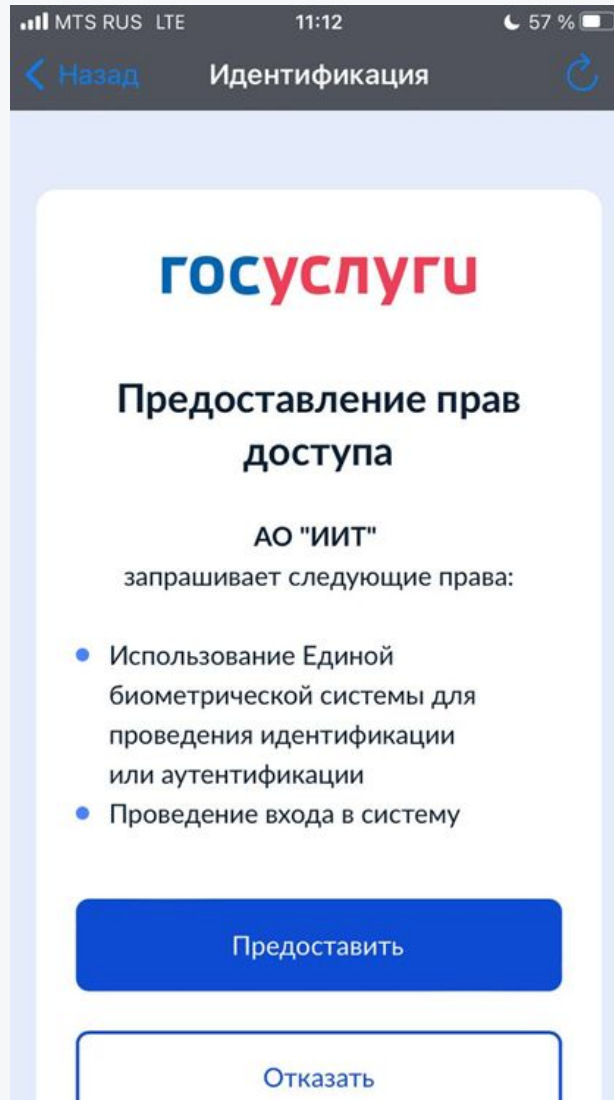 MTS RUS LTE 11:12 57 %
Назад Идентификация
госуслуги
Предоставление прав
доступа
АО "ИИТ"
запрашивает следующие права:
Использование Единой
биометрической системы для
проведения идентификации
или аутентификации
Проведение входа в систему
Предоставить
Отказать